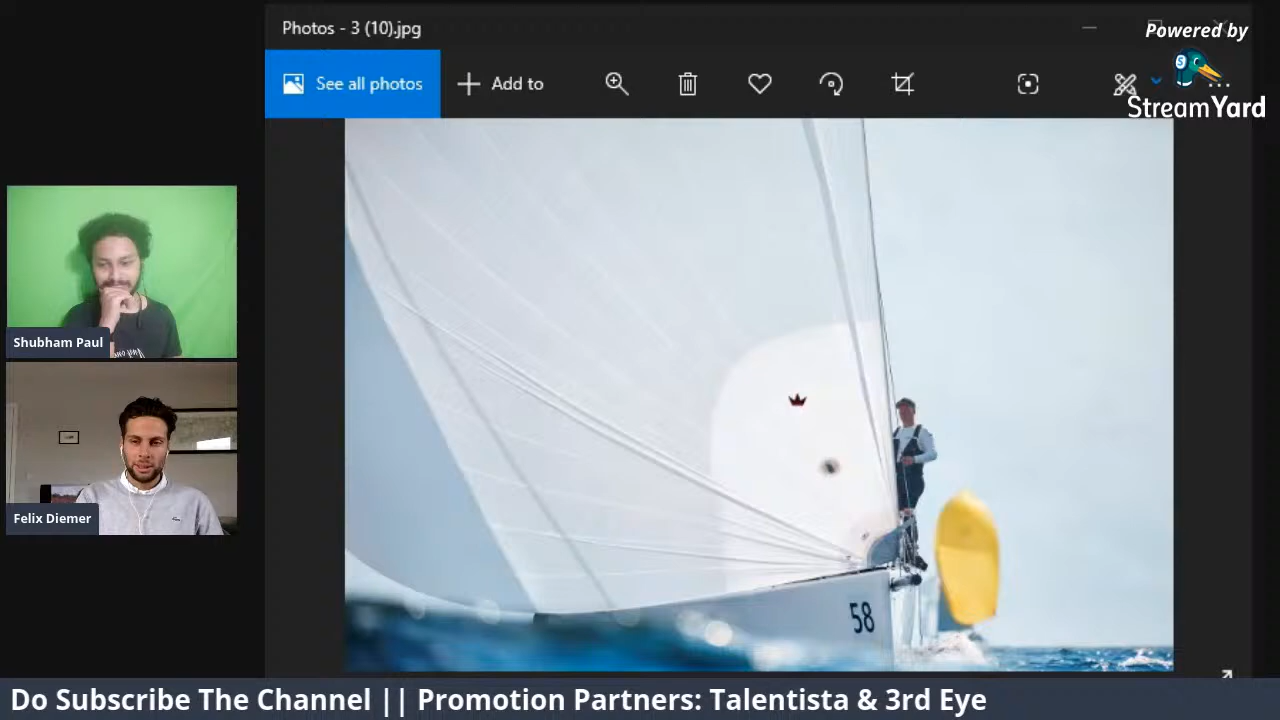 Photos - 3 (10).jpg
Powered by
StreamYard
See all photos
Add to
Shubham Paul
Felix Diemer
58
Do Subscribe The Channel || Promotion Partners: Talentista & 3rd Eye